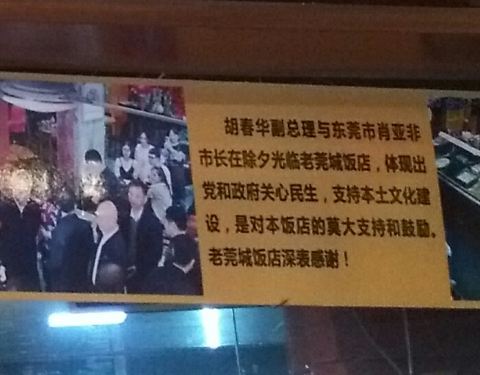 胡春华副总理与东莞市肖亚非
市长在除夕光临老莞城饭店，体现出
党和政府关心民生，支持本土文化建
设，是对本饭店的莫大支持和鼓励。
老莞城饭店深表感谢！